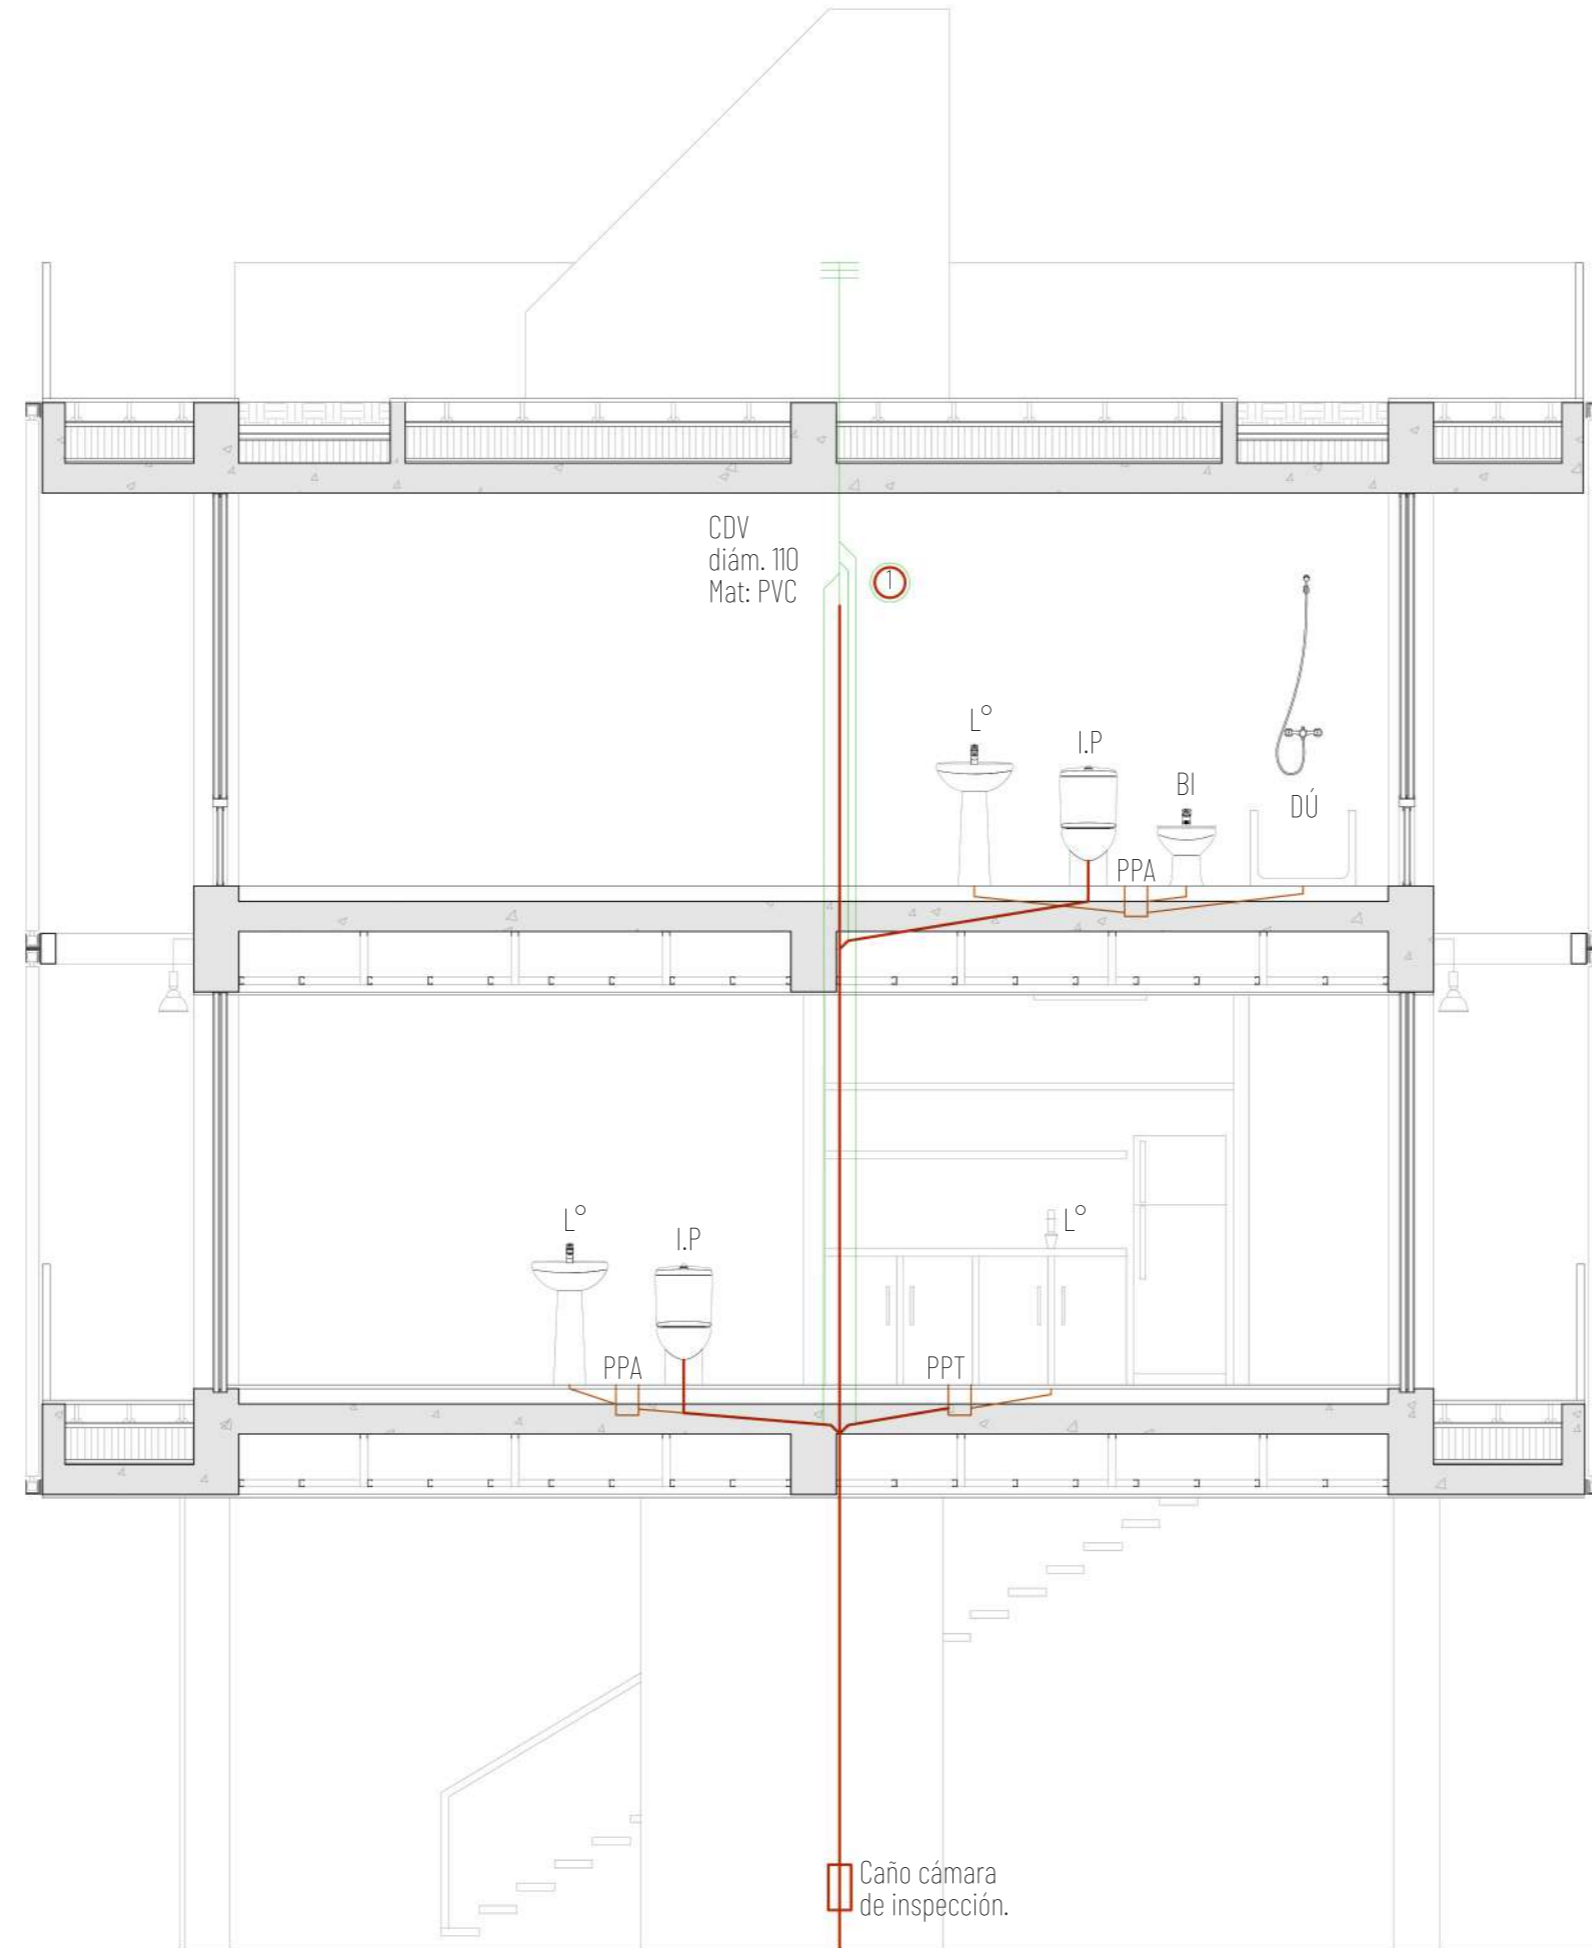 CDV
diám. 110
Mat: PVC
1
L°
I.P
BI
DÚ
PPA
L°
I.P
L°
PPA
PPT
Caño cámara
de inspección.